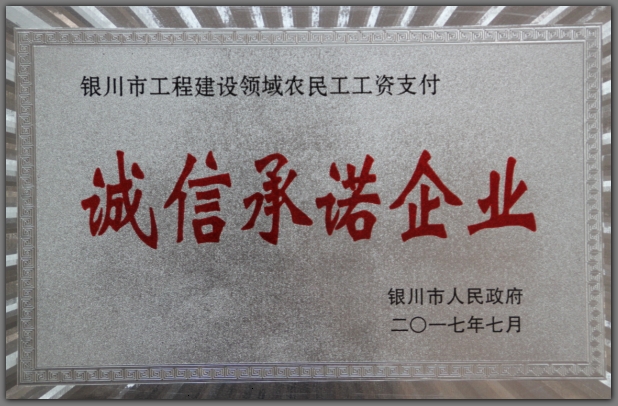 银川市工程建设领域农民工工资支付
诚信承诺企业
银川市人民政府
二〇一七年七月